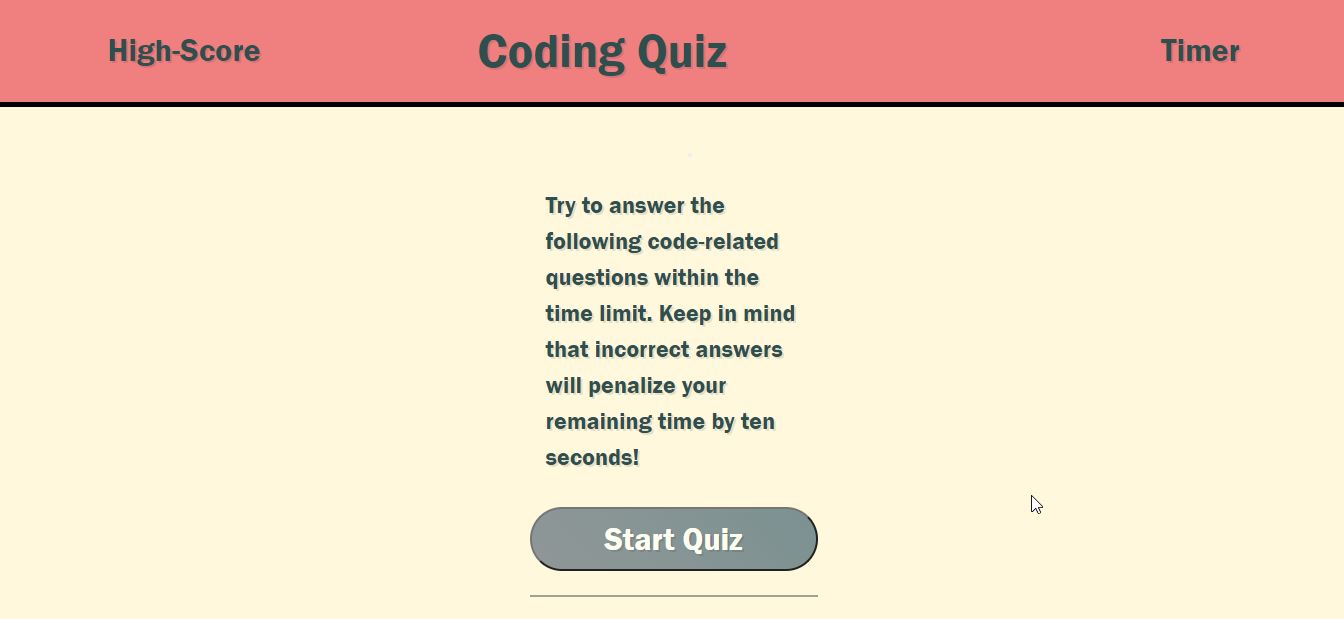 High-Score
Coding Quiz
Timer
Try to answer the
following code-related
questions within the
time limit. Keep in mind
that incorrect answers
will penalize your
remaining time by ten
seconds!
Start Quiz